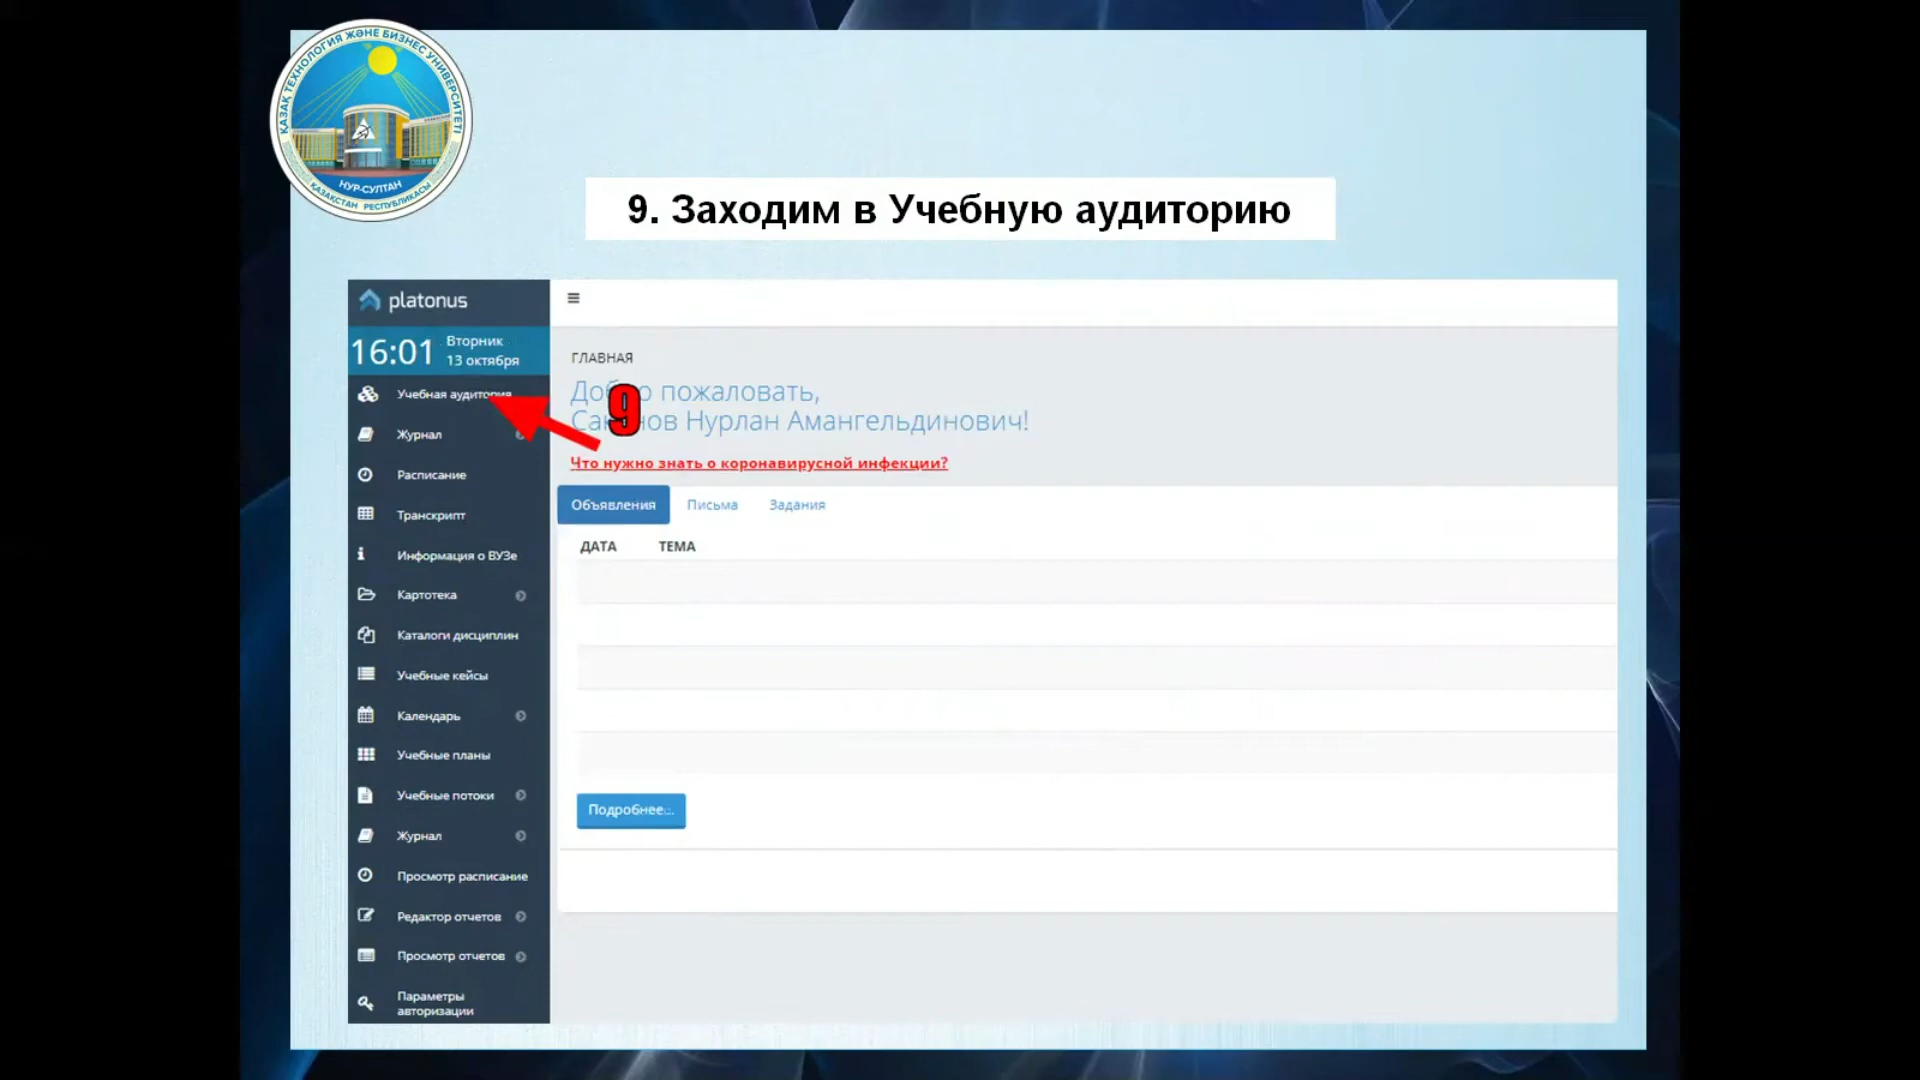 ҚАЗАҚ ТЕХНОЛОГИЯ ЖӘНЕ БИЗНЕС УНИВЕРСИТЕТІ
НУР-СУЛТАН
ҚАЗАҚСТАН РЕСПУБЛИКАСЫ
9. Заходим в Учебную аудиторию
platonus
16:01 Вторник
13 октября
ГЛАВНАЯ
пожаловать,
9
Нурлан Амангельдинович!
Что нужно знать о коронавирусной инфекции?
Объявления Письма Задания
ДАТА ТЕМА
Подробнее...
Учебная аудитория
Журнал
Расписание
Транскрипт
Информация о ВУЗе
Картотека
Каталоги дисциплин
Учебные кейсы
Календарь
Учебные планы
Учебные потоки
Журнал
Просмотр расписание
Редактор отчетов
Просмотр отчетов
Параметры
авторизации